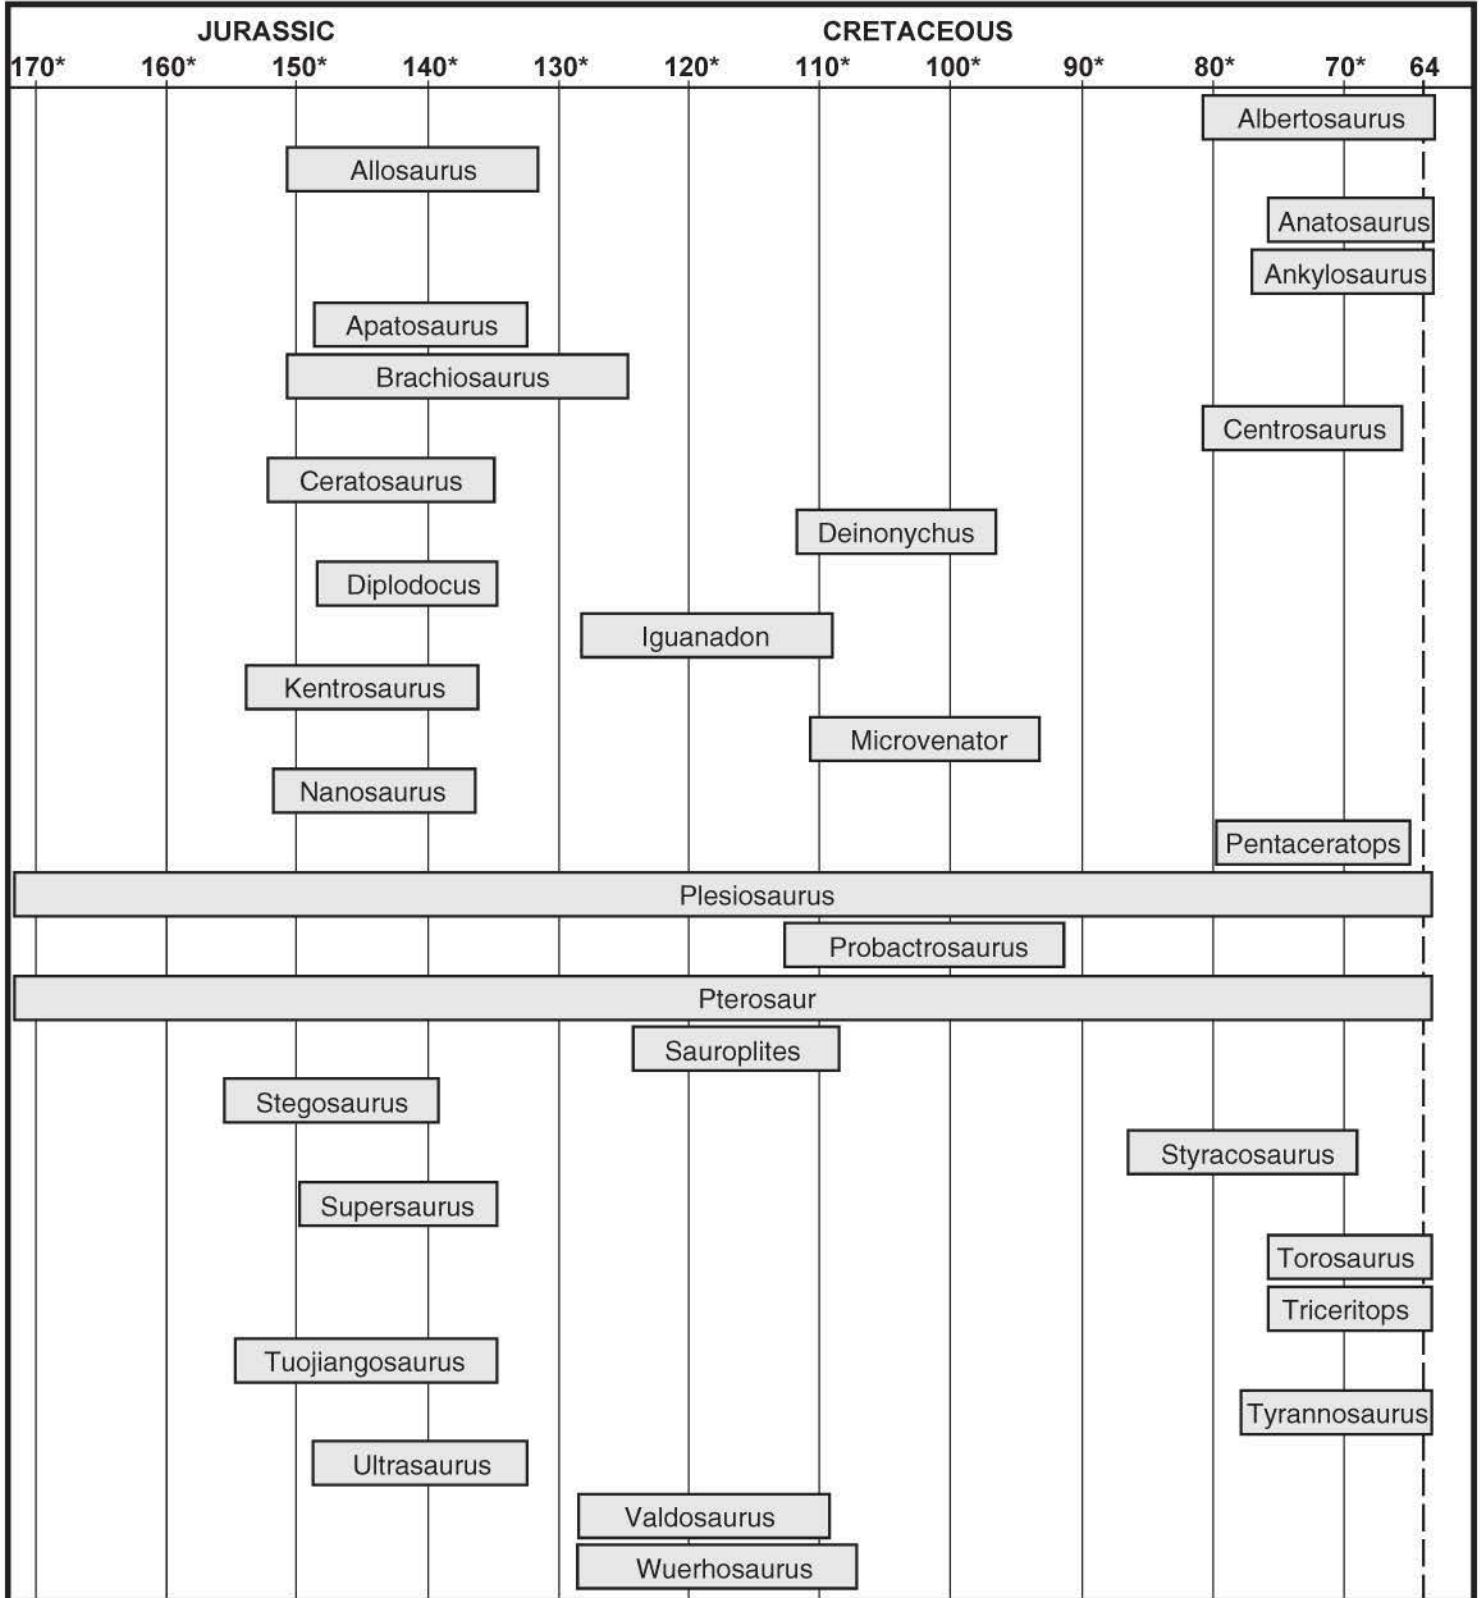 JURASSIC CRETACEOUS
170* 160* 150* 140* 130* 120* 110* 100* 90* 80* 70* 64
Albertosaurus
Allosaurus
Anatosaurus
Ankylosaurus
Apatosaurus
Brachiosaurus
Centrosaurus
Ceratosaurus
Deinonychus
Diplodocus
Iguanadon
Kentrosaurus
Microvenator
Nanosaurus
Pentaceratops
Plesiosaurus
Probactrosaurus
Pterosaur
Sauroplites
Stegosaurus
Styracosaurus
Supersaurus
Torosaurus
Triceritops
Tuojiangosaurus
Tyrannosaurus
Ultrasaurus
Valdosaurus
Wuerhosaurus